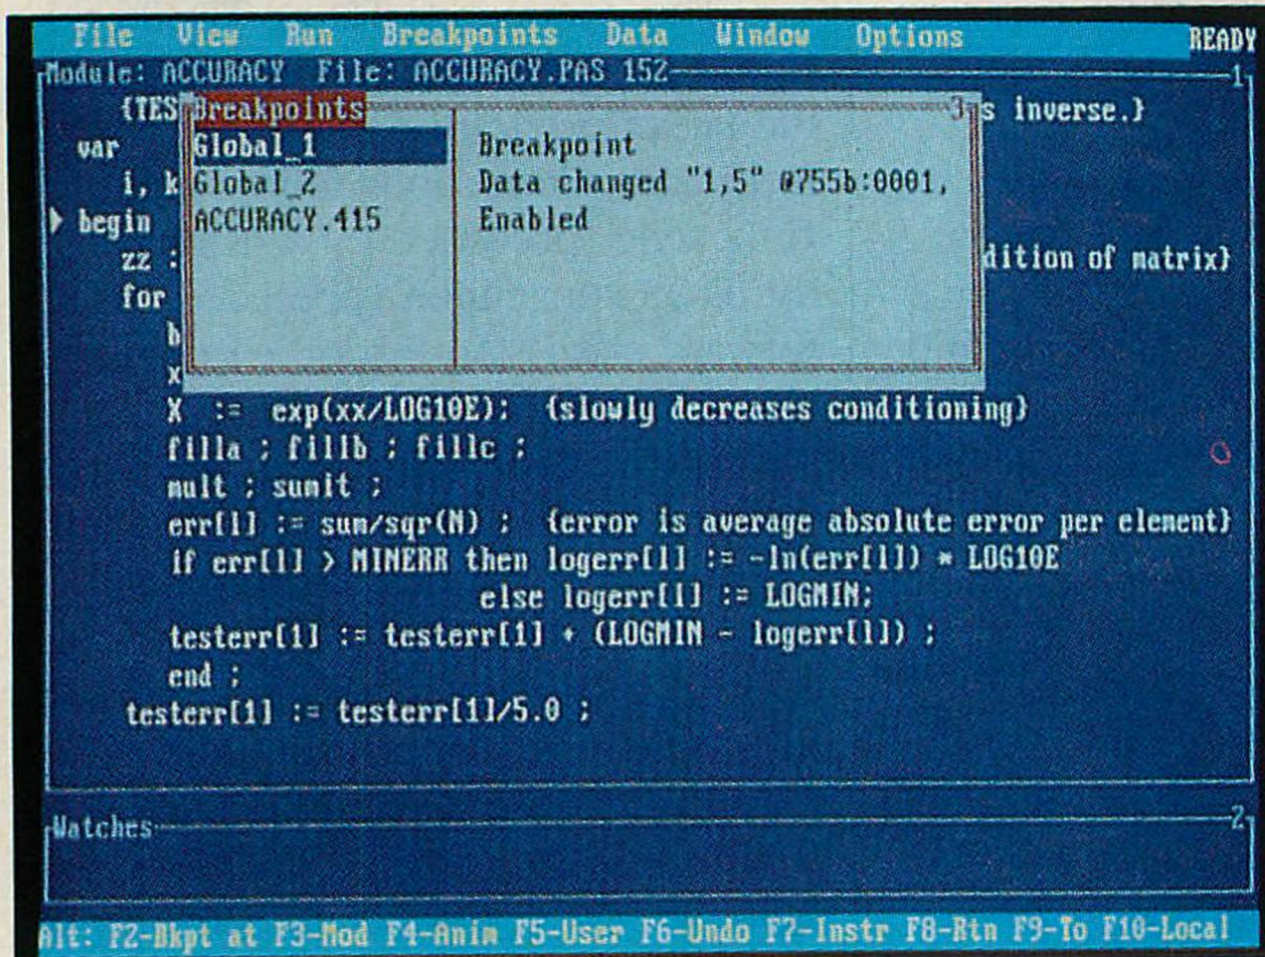 File View Run Breakpoints Data Window Options READY
Module: ACCURACY File: ACCURACY.PAS 152 1
{TES Breakpoints 3 s inverse.}
var Global_1 Breakpoint
i, k Global_2 Data changed "1,5" @755b:0001,
begin ACCURACY.415 Enabled
zz : dition of matrix}
for
b
x
X := exp(xx/LOG10E); {slowly decreases conditioning}
filla ; fillb ; fillc ;
mult ; sumit ;
err[l] := sum/sqr(N) ; {error is average absolute error per element}
if err[l] > MINERR then logerr[l] := -ln(err[l]) * LOG10E
else logerr[l] := LOGMIN;
testerr[1] := testerr[1] + (LOGMIN - logerr[l]) ;
end ;
testerr[1] := testerr[1]/5.0 ;
Watches 2
Alt: F2-Bkpt at F3-Mod F4-Anim F5-User F6-Undo F7-Instr F8-Rtn F9-To F10-Local